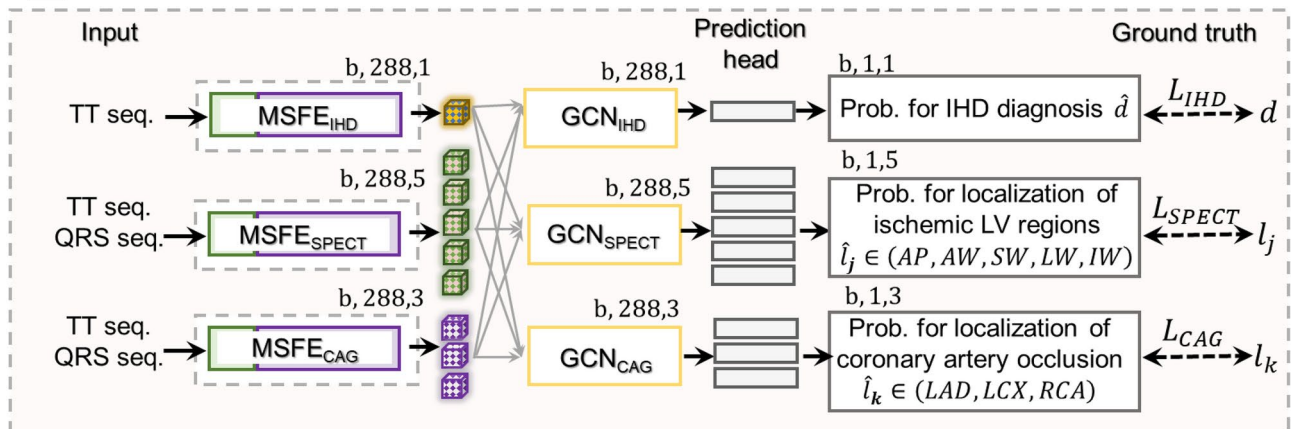 Input
Prediction
head
Ground truth
b, 288,1
b, 288,1
b, 1,1
TT seq.
MSFE_IHD
GCN_IHD
Prob. for IHD diagnosis d̂
L_IHD
d
b, 288,5
b, 288,5
b, 1,5
TT seq.
QRS seq.
MSFE_SPECT
GCN_SPECT
Prob. for localization of
ischemic LV regions
l̂_j ∈ (AP, AW, SW, LW, IW)
L_SPECT
l_j
b, 288,3
b, 288,3
b, 1,3
TT seq.
QRS seq.
MSFE_CAG
GCN_CAG
Prob. for localization of
coronary artery occlusion
l̂_k ∈ (LAD, LCX, RCA)
L_CAG
l_k